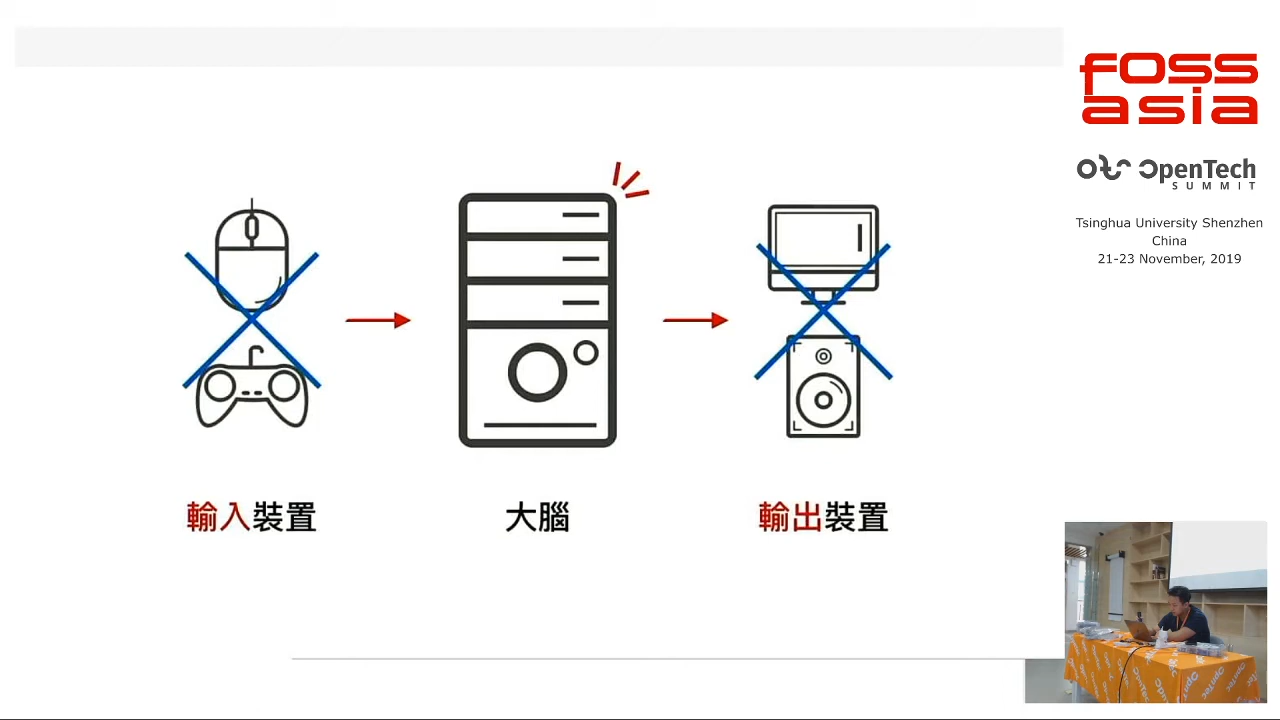 輸入裝置
大腦
輸出裝置
foss
asia
OpenTech
SUMMIT
Tsinghua University Shenzhen
China
21-23 November, 2019